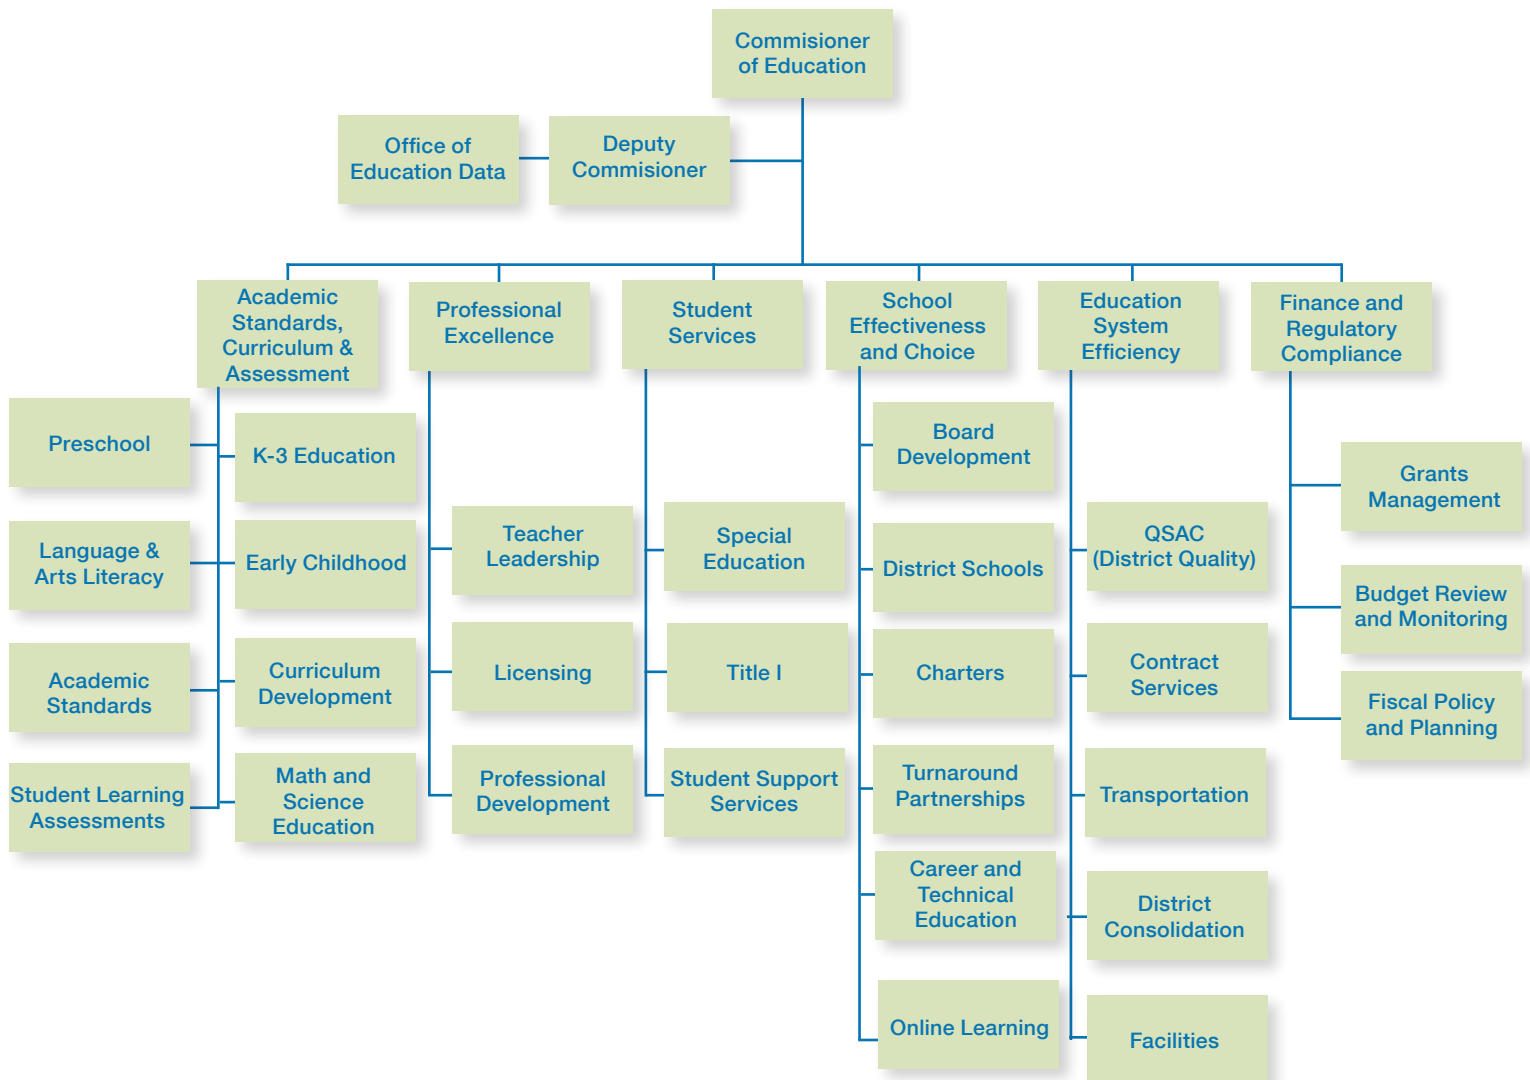 Commisioner
of Education
Office of
Education Data
Deputy
Commisioner
Academic
Standards,
Curriculum &
Assessment
Professional
Excellence
Student
Services
School
Effectiveness
and Choice
Education
System
Efficiency
Finance and
Regulatory
Compliance
Preschool
K-3 Education
Language &
Arts Literacy
Early Childhood
Academic
Standards
Curriculum
Development
Student Learning
Assessments
Math and
Science
Education
Teacher
Leadership
Licensing
Professional
Development
Special
Education
Title I
Student Support
Services
Board
Development
District Schools
Charters
Turnaround
Partnerships
Career and
Technical
Education
Online Learning
QSAC
(District Quality)
Contract
Services
Transportation
District
Consolidation
Facilities
Grants
Management
Budget Review
and Monitoring
Fiscal Policy
and Planning